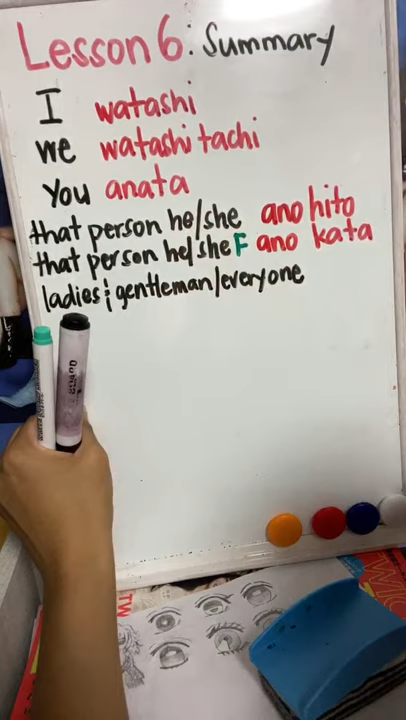 Lesson 6: Summary
I watashi
we watashi tachi
you anata
that person he/she ano hito
that person he/she F ano kata
ladies & gentleman/everyone
TW